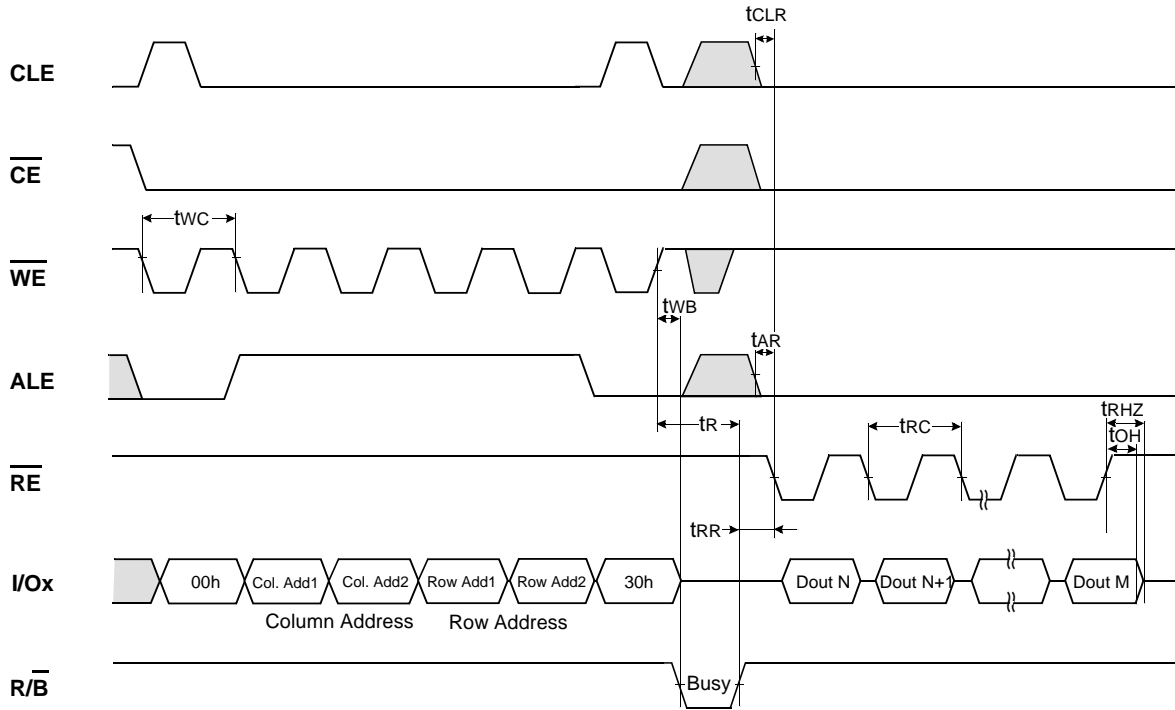 tCLR
CLE
CE
tWC
WE
tWB
tAR
ALE
tR
tRC
tRHZ
tOH
RE
tRR
I/Ox
00h
Col. Add1
Col. Add2
Row Add1
Row Add2
30h
Dout N
Dout N+1
Dout M
Column Address
Row Address
R/B
Busy